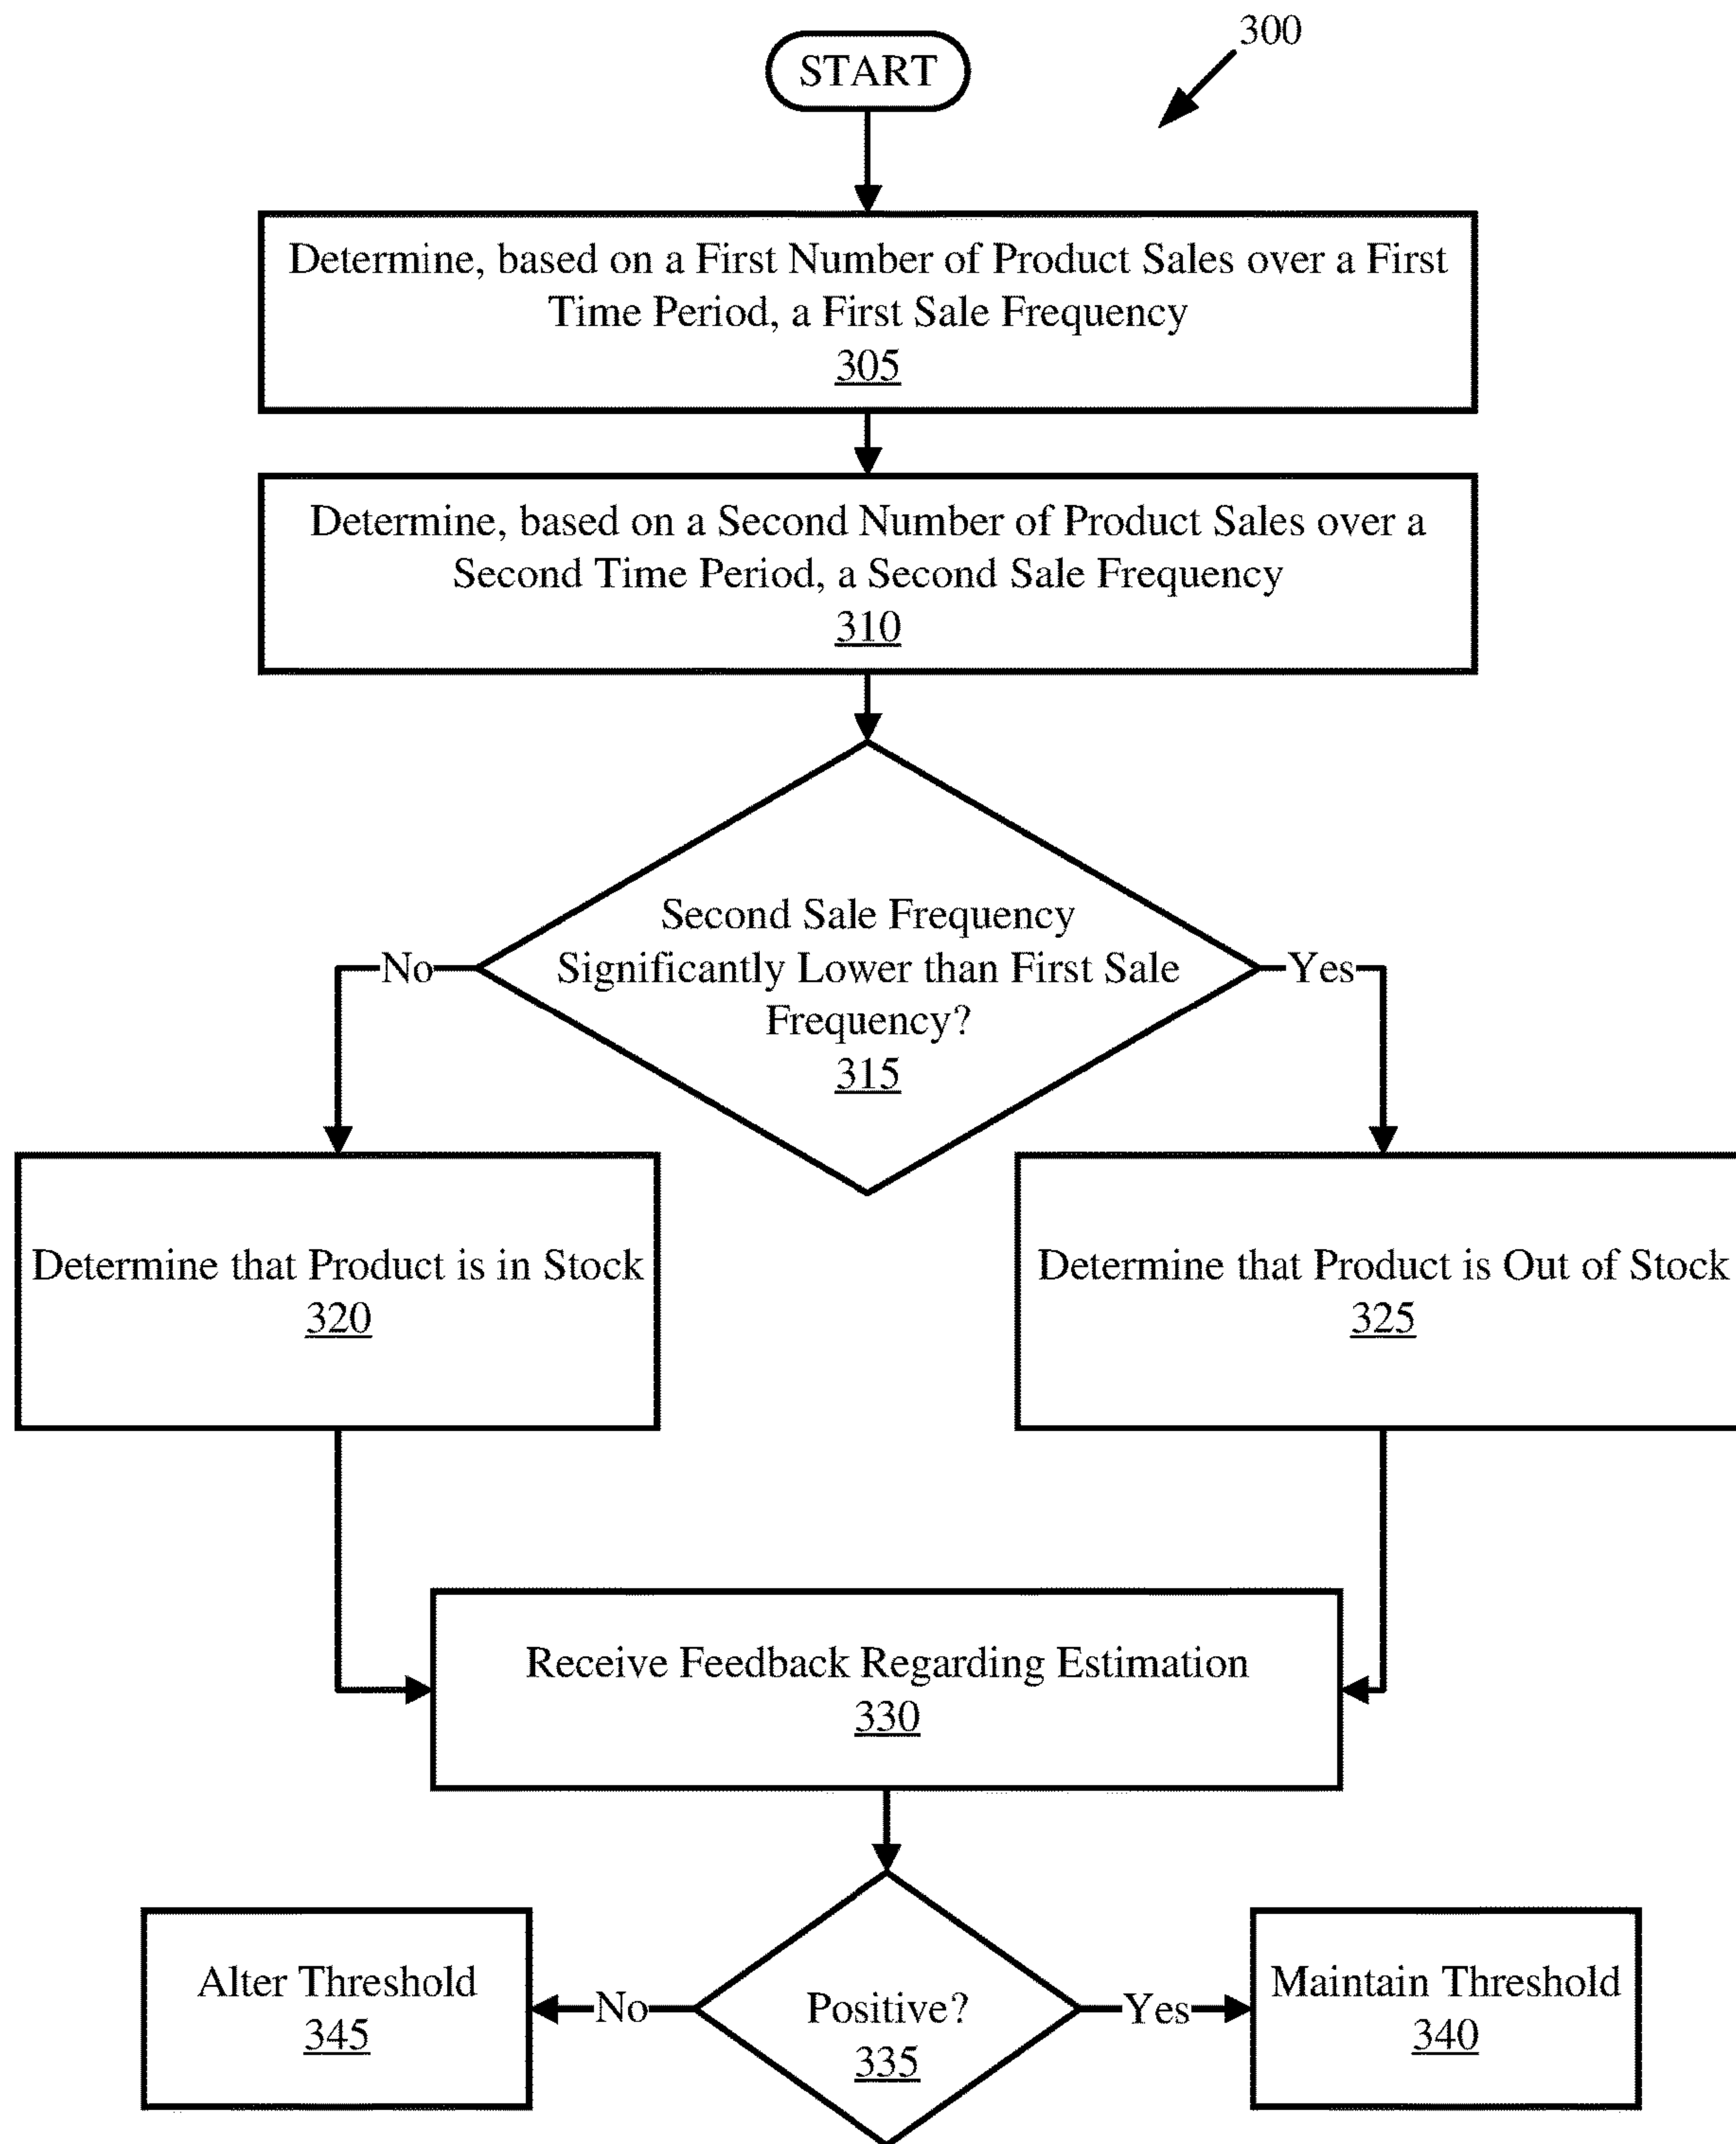 300
START
Determine, based on a First Number of Product Sales over a First
Time Period, a First Sale Frequency
305
Determine, based on a Second Number of Product Sales over a
Second Time Period, a Second Sale Frequency
310
Second Sale Frequency
Significantly Lower than First Sale
Frequency?
315
No
Yes
Determine that Product is in Stock
320
Determine that Product is Out of Stock
325
Receive Feedback Regarding Estimation
330
Positive?
335
No
Yes
Alter Threshold
345
Maintain Threshold
340